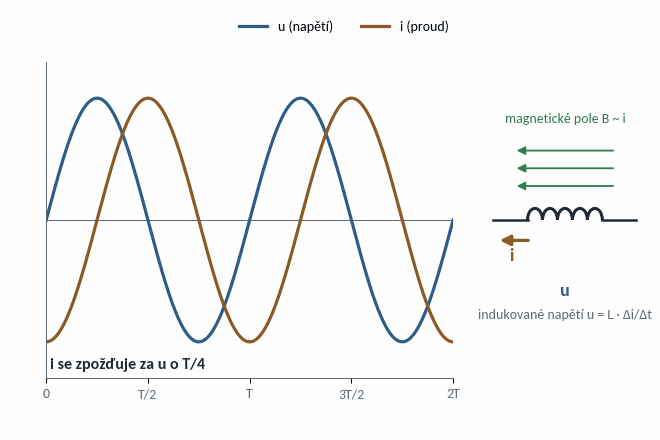 u (napětí)
i (proud)
magnetické pole B ~ i
i
u
indukované napětí u = L · Δi/Δt
i se zpožďuje za u o T/4
0
T/2
T
3T/2
2T